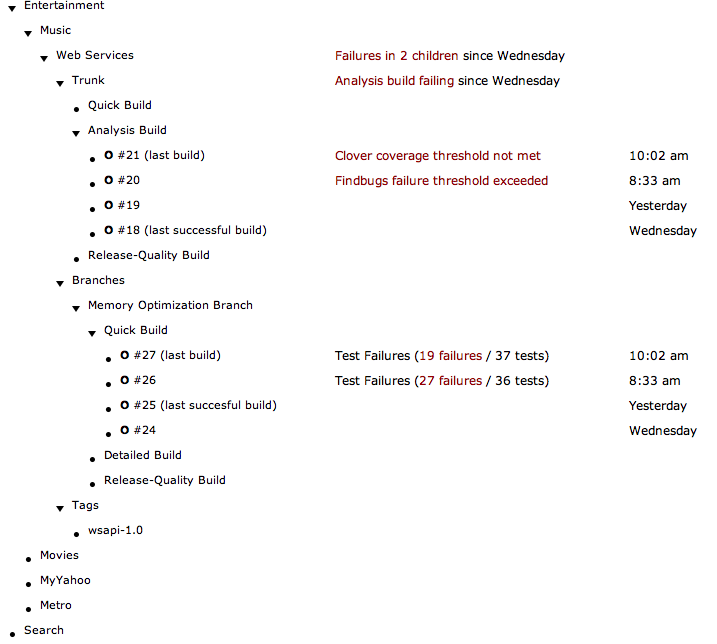 Entertainment
Music
Web Services Failures in 2 children since Wednesday
Trunk Analysis build failing since Wednesday
Quick Build
Analysis Build
O #21 (last build) Clover coverage threshold not met 10:02 am
O #20 Findbugs failure threshold exceeded 8:33 am
O #19 Yesterday
O #18 (last successful build) Wednesday
Release-Quality Build
Branches
Memory Optimization Branch
Quick Build
O #27 (last build) Test Failures (19 failures / 37 tests) 10:02 am
O #26 Test Failures (27 failures / 36 tests) 8:33 am
O #25 (last succesful build) Yesterday
O #24 Wednesday
Detailed Build
Release-Quality Build
Tags
wsapi-1.0
Movies
MyYahoo
Metro
Search